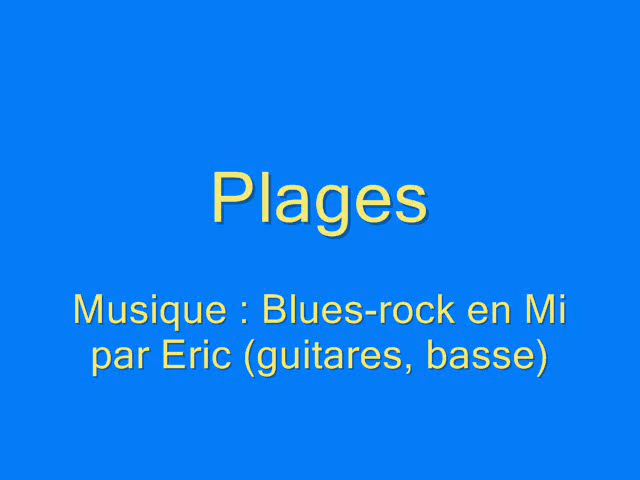 Plages
Musique : Blues-rock en Mi
par Eric (guitares, basse)